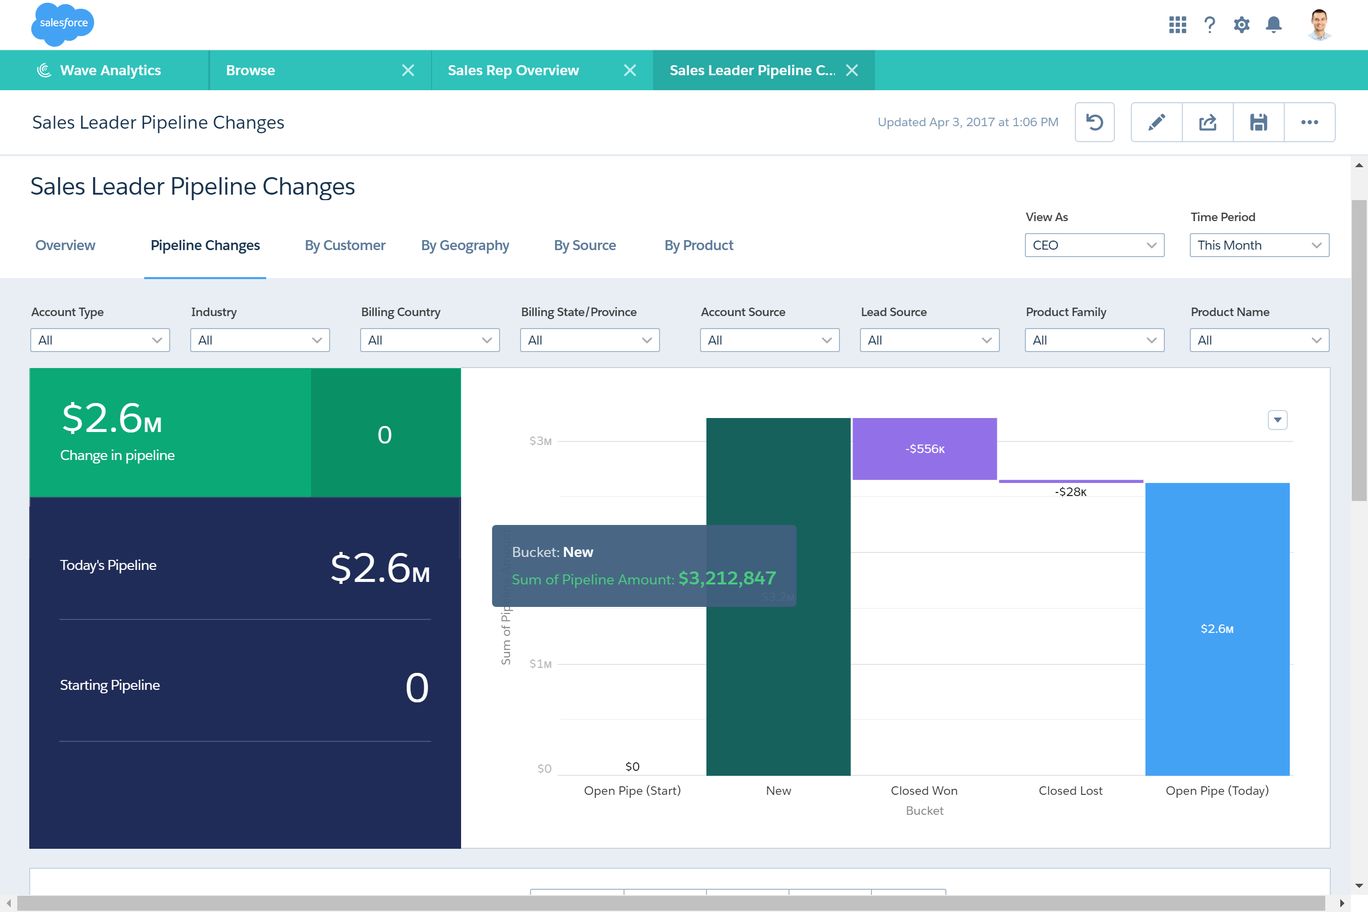 salesforce
Wave Analytics
Browse
Sales Rep Overview
Sales Leader Pipeline C...
Sales Leader Pipeline Changes
Updated Apr 3, 2017 at 1:06 PM
Sales Leader Pipeline Changes
View As
Time Period
Overview
Pipeline Changes
By Customer
By Geography
By Source
By Product
CEO
This Month
Account Type
Industry
Billing Country
Billing State/Province
Account Source
Lead Source
Product Family
Product Name
All
All
All
All
All
All
All
All
$2.6M
Change in pipeline
0
Today's Pipeline
$2.6M
Starting Pipeline
0
$3M
-$556K
-$28K
Bucket: New
Sum of Pipeline Amount: $3,212,847
$3.2M
Sum of Pip
$2.6M
$1M
$0
$0
Open Pipe (Start)
New
Closed Won
Closed Lost
Open Pipe (Today)
Bucket